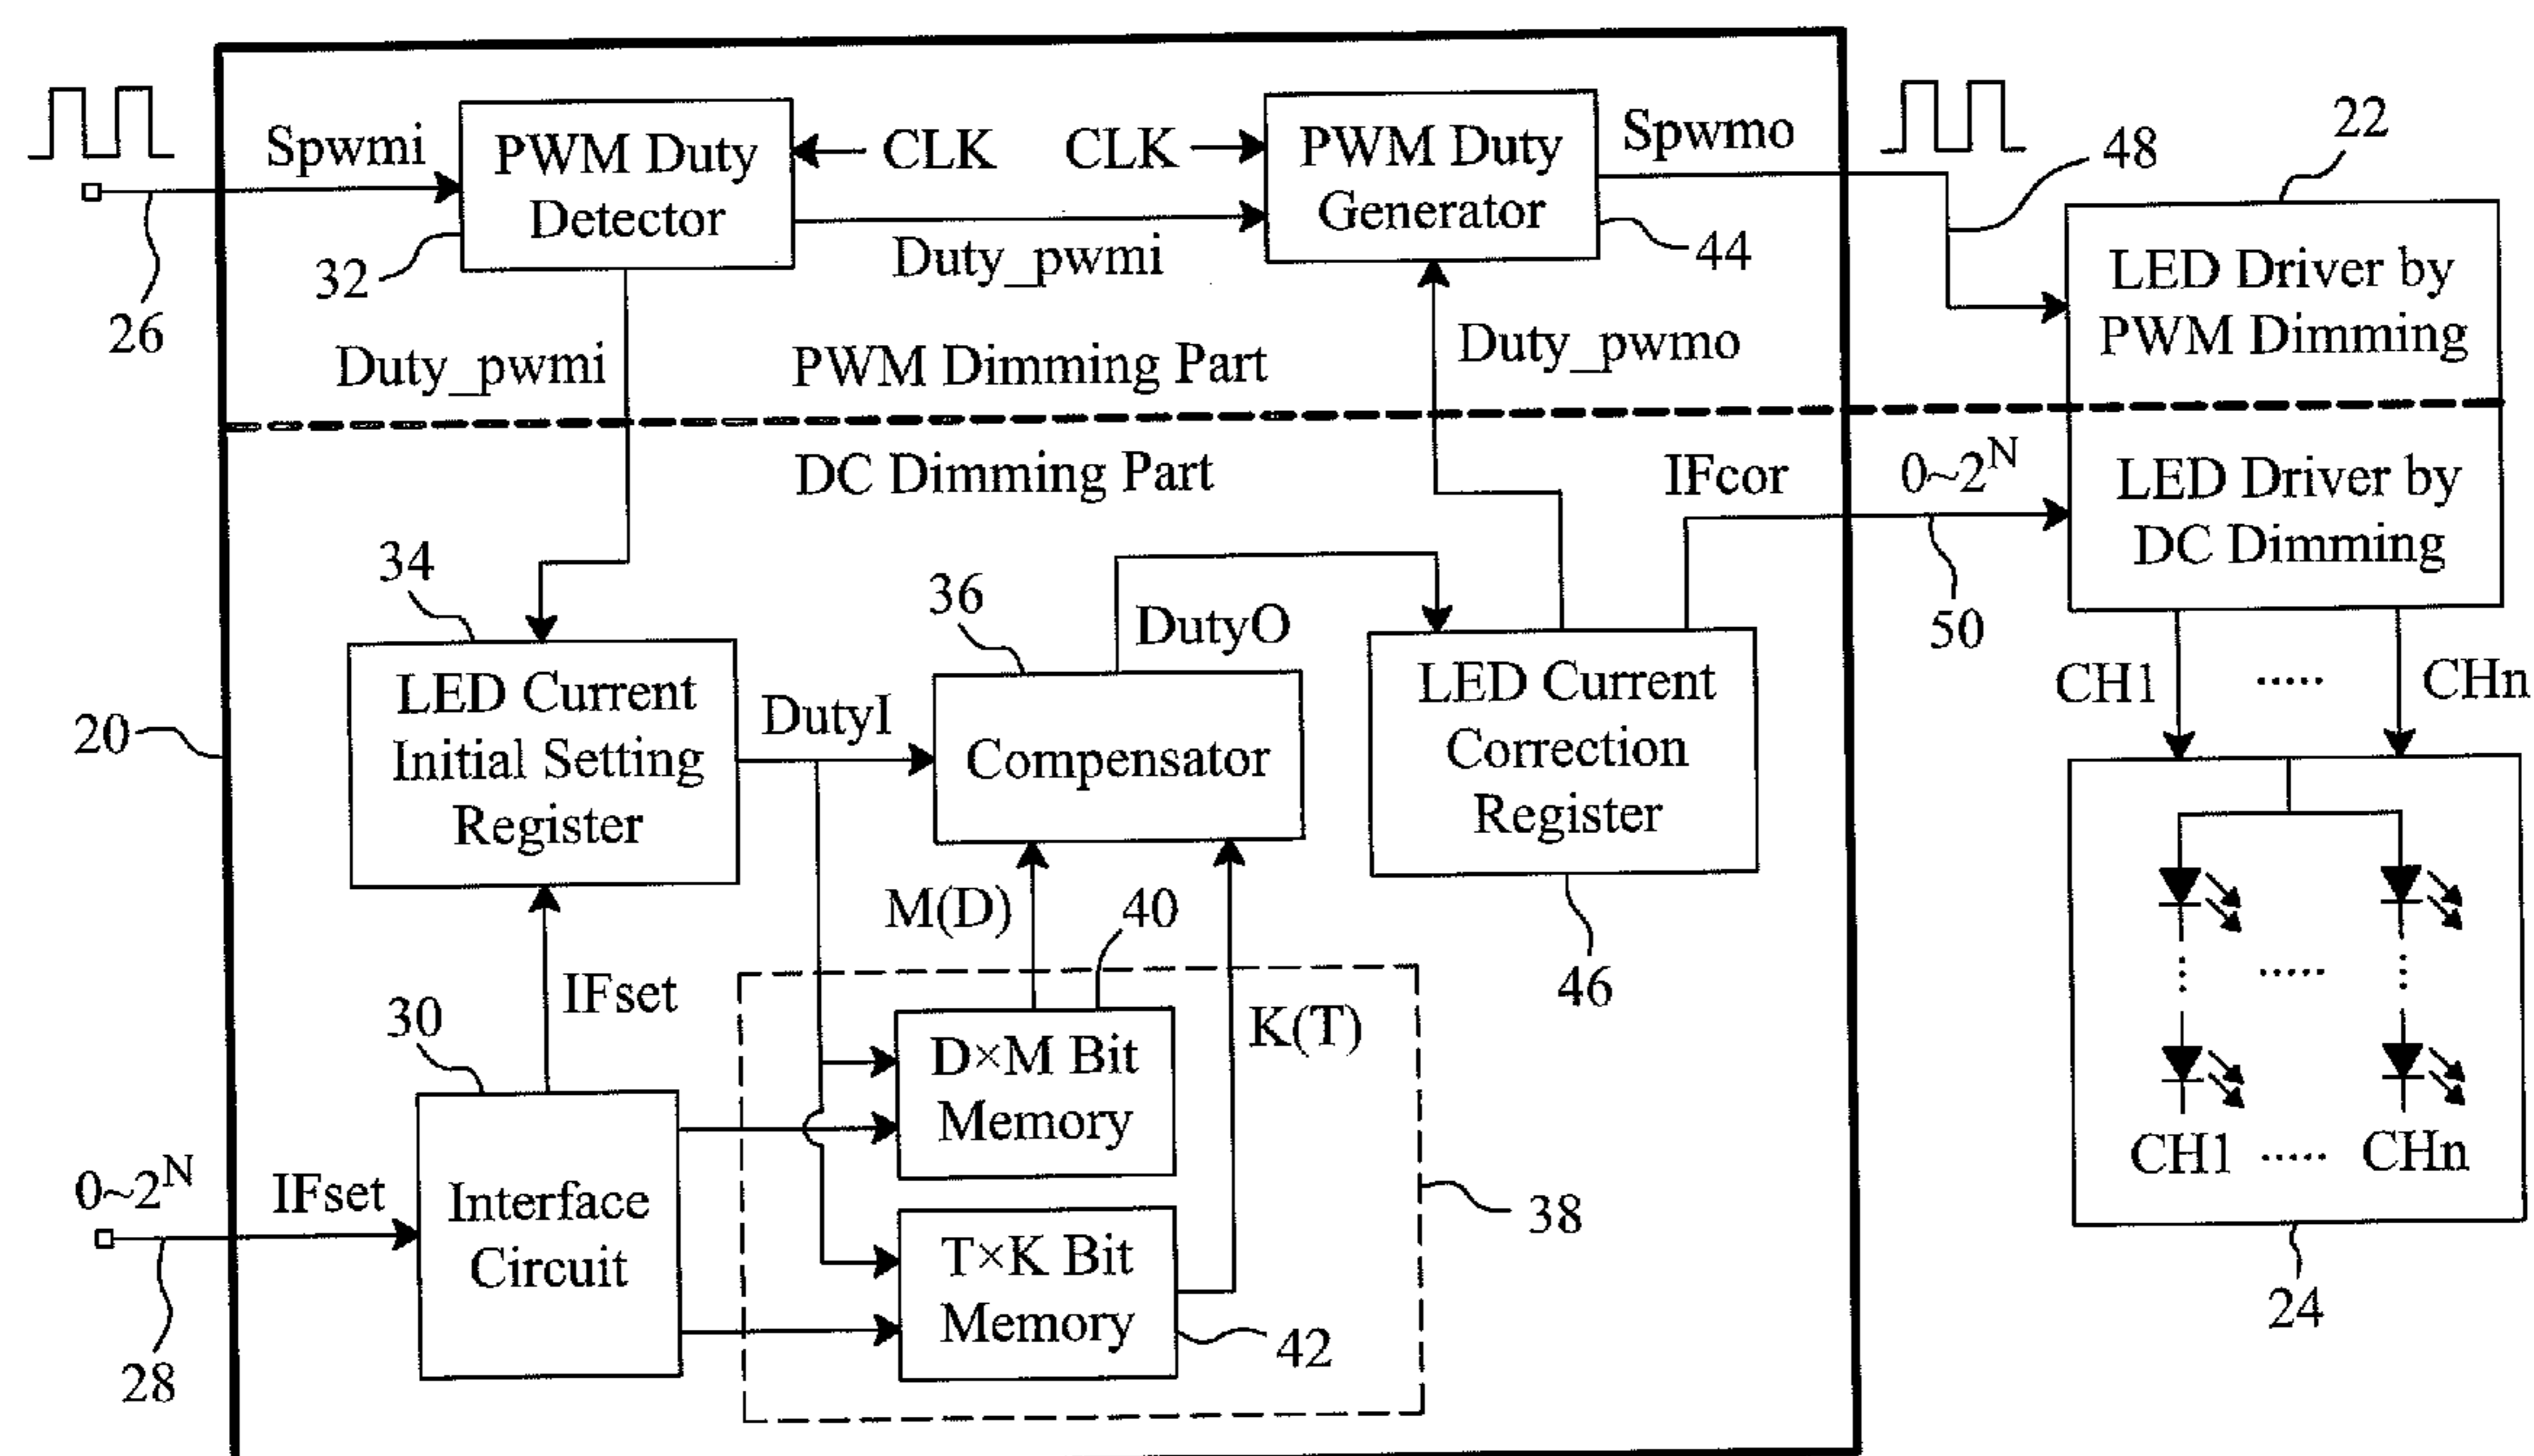 Spwmi
26
PWM Duty
Detector
32
CLK
CLK
Duty_pwmi
PWM Duty
Generator
44
Spwmo
48
22
LED Driver by
PWM Dimming
Duty_pwmi
PWM Dimming Part
Duty_pwmo
DC Dimming Part
IFcor
0~2^N
LED Driver by
DC Dimming
50
34
LED Current
Initial Setting
Register
20
DutyI
36
DutyO
Compensator
LED Current
Correction
Register
46
CH1
.....
CHn
M(D)
40
K(T)
IFset
30
Interface
Circuit
D×M Bit
Memory
T×K Bit
Memory
42
38
0~2^N
IFset
28
.....
CH1 ..... CHn
24